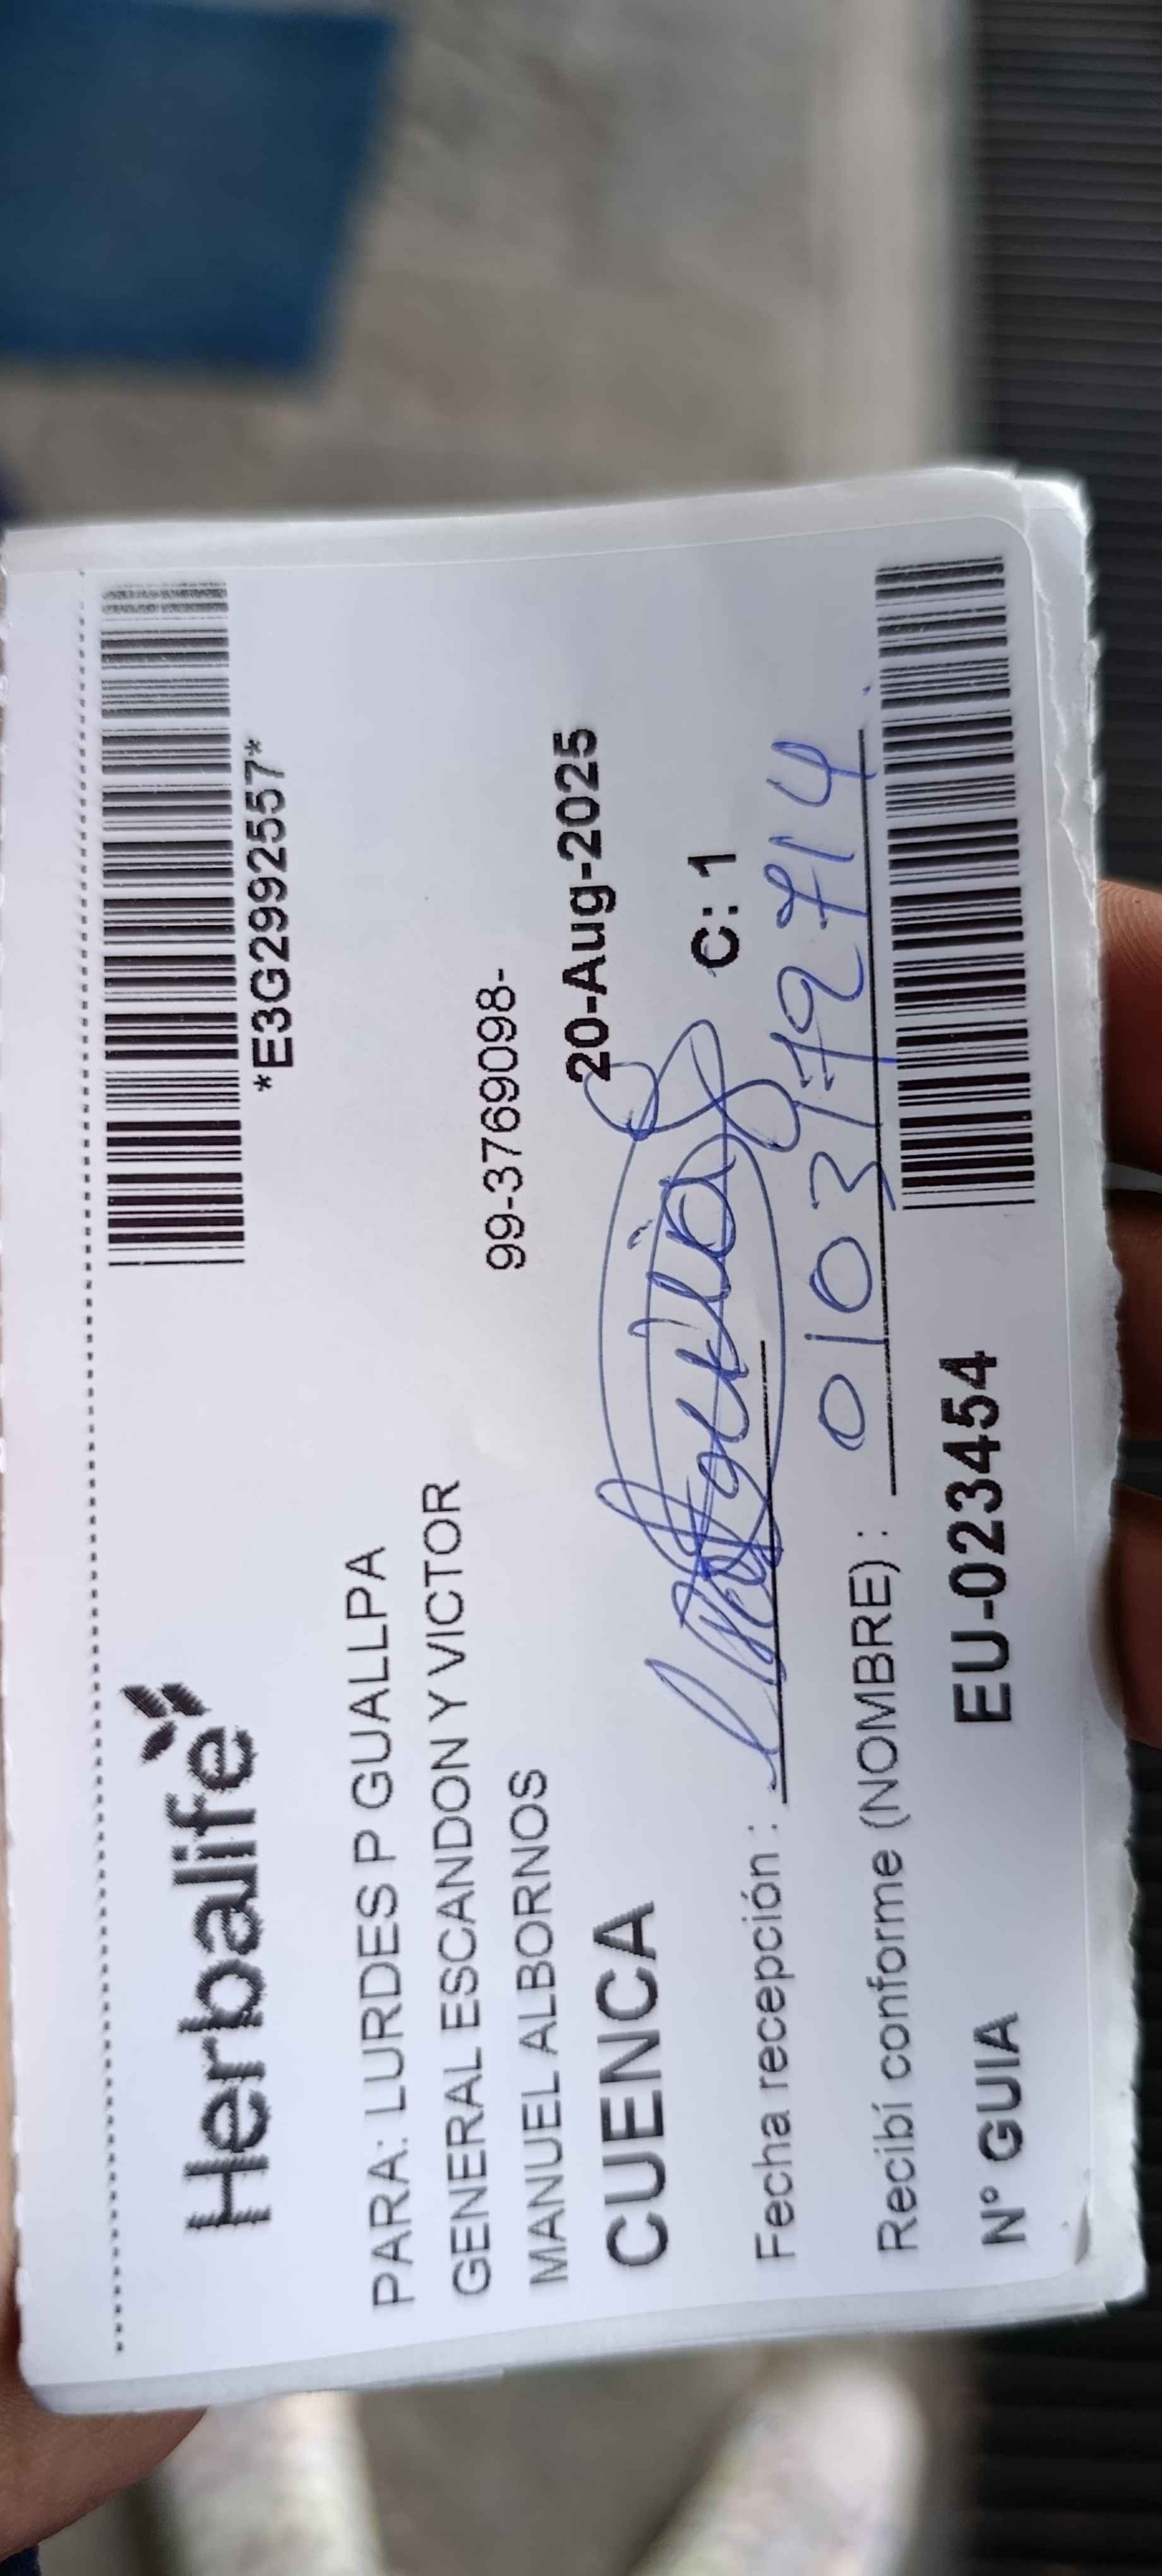 Herbalife
*E3G2992557*
PARA: LURDES P GUALLPA
GENERAL ESCANDON Y VICTOR
MANUEL ALBORNOS
99-3769098-
CUENCA
20-Aug-2025
Fecha recepción :
C: 1
Recibí conforme (NOMBRE) :
Nº GUIA
EU-023454